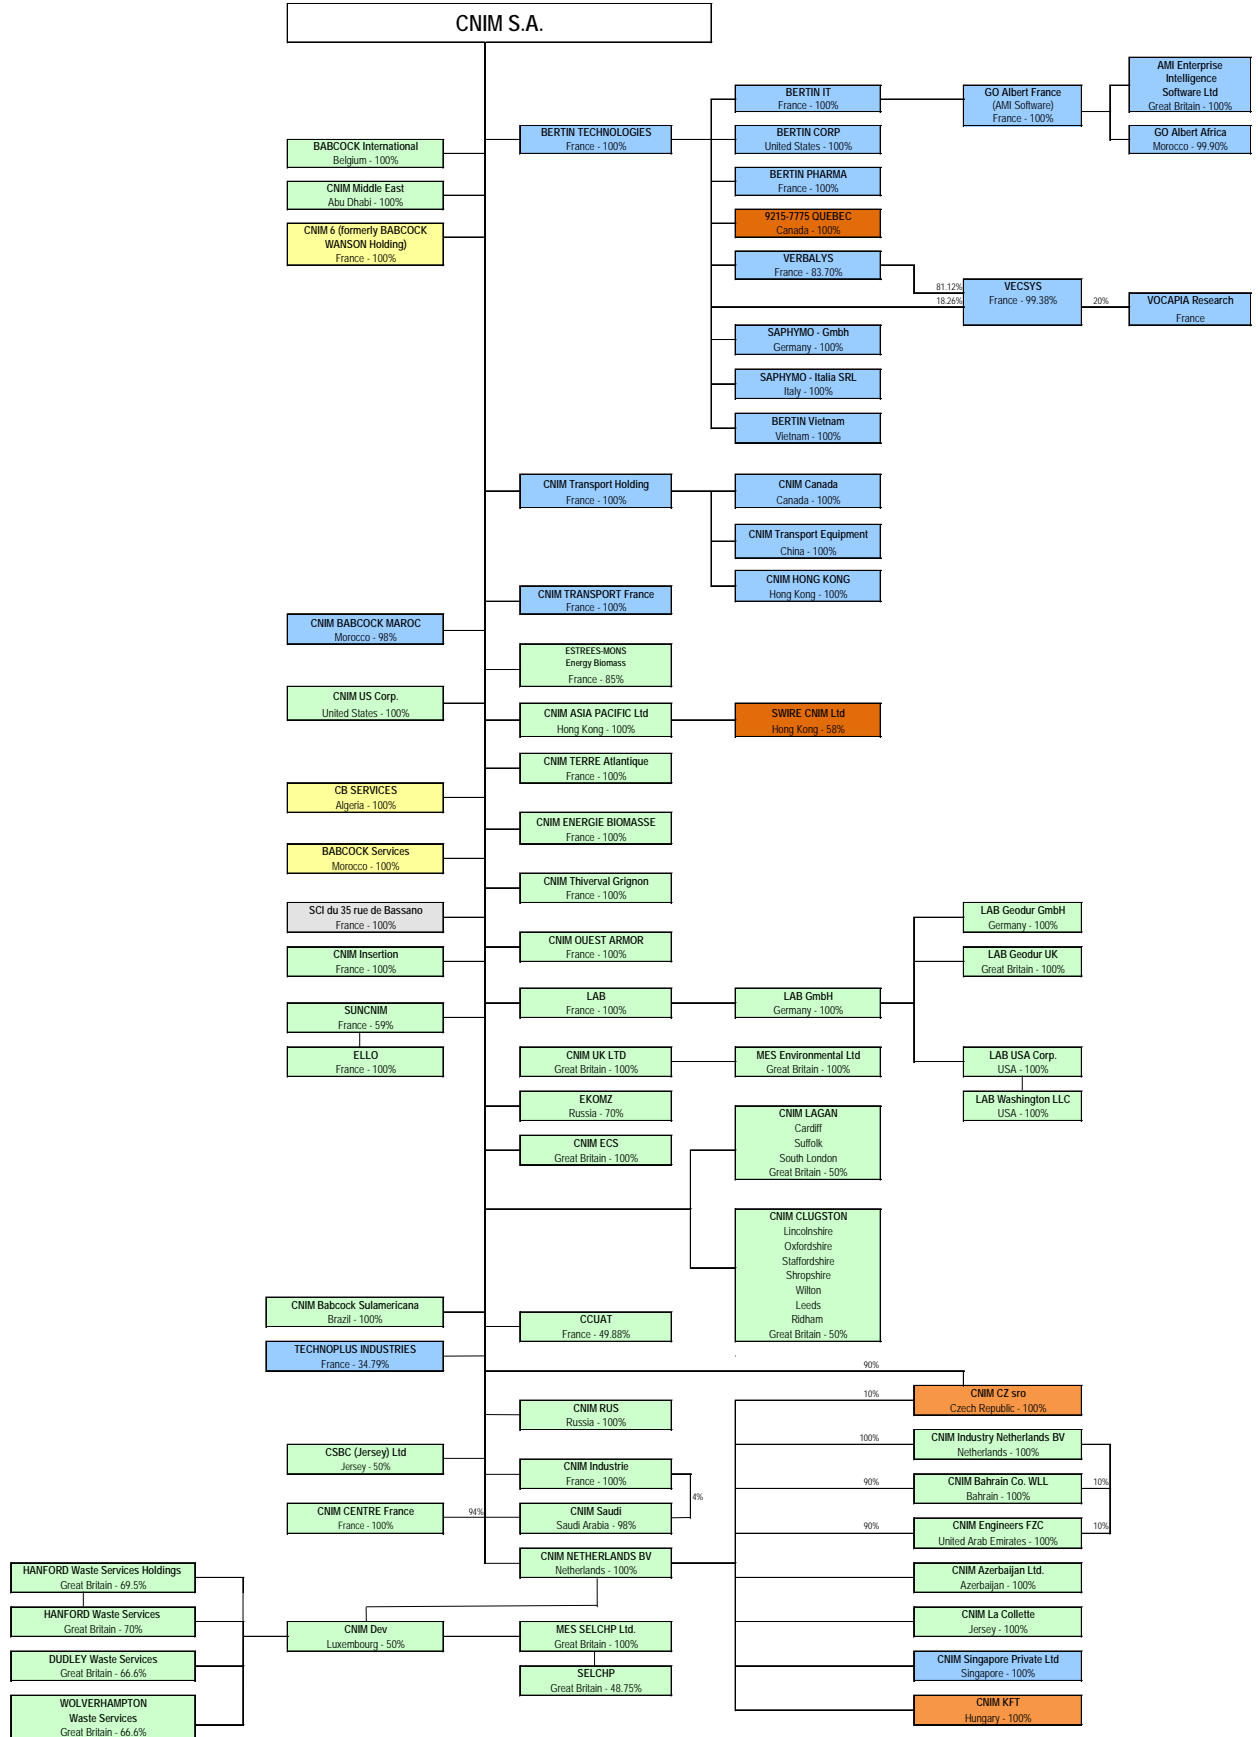 CNIM S.A.
AMI Enterprise
Intelligence
Software Ltd
Great Britain - 100%
BERTIN IT
France - 100%
GO Albert France
(AMI Software)
France - 100%
BERTIN TECHNOLOGIES
France - 100%
BERTIN CORP
United States - 100%
GO Albert Africa
Morocco - 99.90%
BABCOCK International
Belgium - 100%
BERTIN PHARMA
France - 100%
CNIM Middle East
Abu Dhabi - 100%
9215-7775 QUEBEC
Canada - 100%
CNIM 6 (formerly BABCOCK
WANSON Holding)
France - 100%
VERBALYS
France - 83.70%
81.12%
18.26%
VECSYS
France - 99.38%
20%
VOCAPIA Research
France
SAPHYMO - Gmbh
Germany - 100%
SAPHYMO - Italia SRL
Italy - 100%
BERTIN Vietnam
Vietnam - 100%
CNIM Transport Holding
France - 100%
CNIM Canada
Canada - 100%
CNIM Transport Equipment
China - 100%
CNIM HONG KONG
Hong Kong - 100%
CNIM TRANSPORT France
France - 100%
CNIM BABCOCK MAROC
Morocco - 98%
ESTREES-MONS
Energy Biomass
France - 85%
CNIM US Corp.
United States - 100%
CNIM ASIA PACIFIC Ltd
Hong Kong - 100%
SWIRE CNIM Ltd
Hong Kong - 58%
CNIM TERRE Atlantique
France - 100%
CB SERVICES
Algeria - 100%
CNIM ENERGIE BIOMASSE
France - 100%
BABCOCK Services
Morocco - 100%
CNIM Thiverval Grignon
France - 100%
SCI du 35 rue de Bassano
France - 100%
LAB Geodur GmbH
Germany - 100%
CNIM OUEST ARMOR
France - 100%
CNIM Insertion
France - 100%
LAB Geodur UK
Great Britain - 100%
LAB
France - 100%
LAB GmbH
Germany - 100%
SUNCNIM
France - 59%
ELLO
France - 100%
CNIM UK LTD
Great Britain - 100%
MES Environmental Ltd
Great Britain - 100%
LAB USA Corp.
USA - 100%
EKOMZ
Russia - 70%
LAB Washington LLC
USA - 100%
CNIM LAGAN
Cardiff
Suffolk
South London
Great Britain - 50%
CNIM ECS
Great Britain - 100%
CNIM CLUGSTON
Lincolnshire
Oxfordshire
Staffordshire
Shropshire
Wilton
Leeds
Ridham
Great Britain - 50%
CNIM Babcock Sulamericana
Brazil - 100%
CCUAT
France - 49.88%
TECHNOPLUS INDUSTRIES
France - 34.79%
90%
10%
CNIM CZ sro
Czech Republic - 100%
CNIM RUS
Russia - 100%
100%
CNIM Industry Netherlands BV
Netherlands - 100%
CSBC (Jersey) Ltd
Jersey - 50%
CNIM Industrie
France - 100%
4%
90%
CNIM Bahrain Co. WLL
Bahrain - 100%
10%
CNIM CENTRE France
France - 100%
94%
CNIM Saudi
Saudi Arabia - 98%
90%
CNIM Engineers FZC
United Arab Emirates - 100%
10%
CNIM NETHERLANDS BV
Netherlands - 100%
CNIM Azerbaijan Ltd.
Azerbaijan - 100%
HANFORD Waste Services Holdings
Great Britain - 69.5%
HANFORD Waste Services
Great Britain - 70%
CNIM Dev
Luxembourg - 50%
MES SELCHP Ltd.
Great Britain - 100%
CNIM La Collette
Jersey - 100%
DUDLEY Waste Services
Great Britain - 66.6%
SELCHP
Great Britain - 48.75%
CNIM Singapore Private Ltd
Singapore - 100%
WOLVERHAMPTON
Waste Services
Great Britain - 66.6%
CNIM KFT
Hungary - 100%